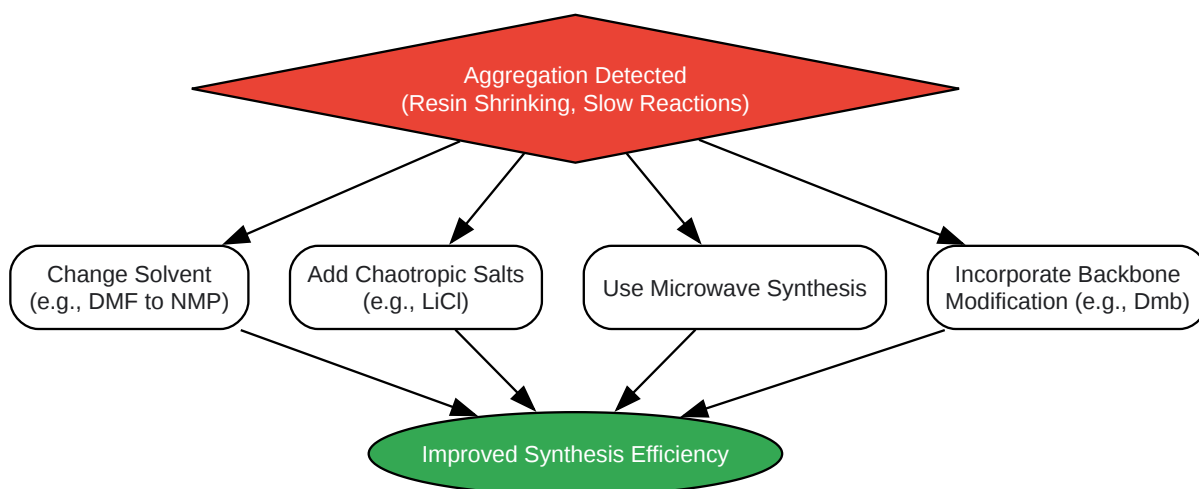 Aggregation Detected
(Resin Shrinking, Slow Reactions)
Change Solvent
(e.g., DMF to NMP)
Add Chaotropic Salts
(e.g., LiCl)
Use Microwave Synthesis
Incorporate Backbone
Modification (e.g., Dmb)
Improved Synthesis Efficiency